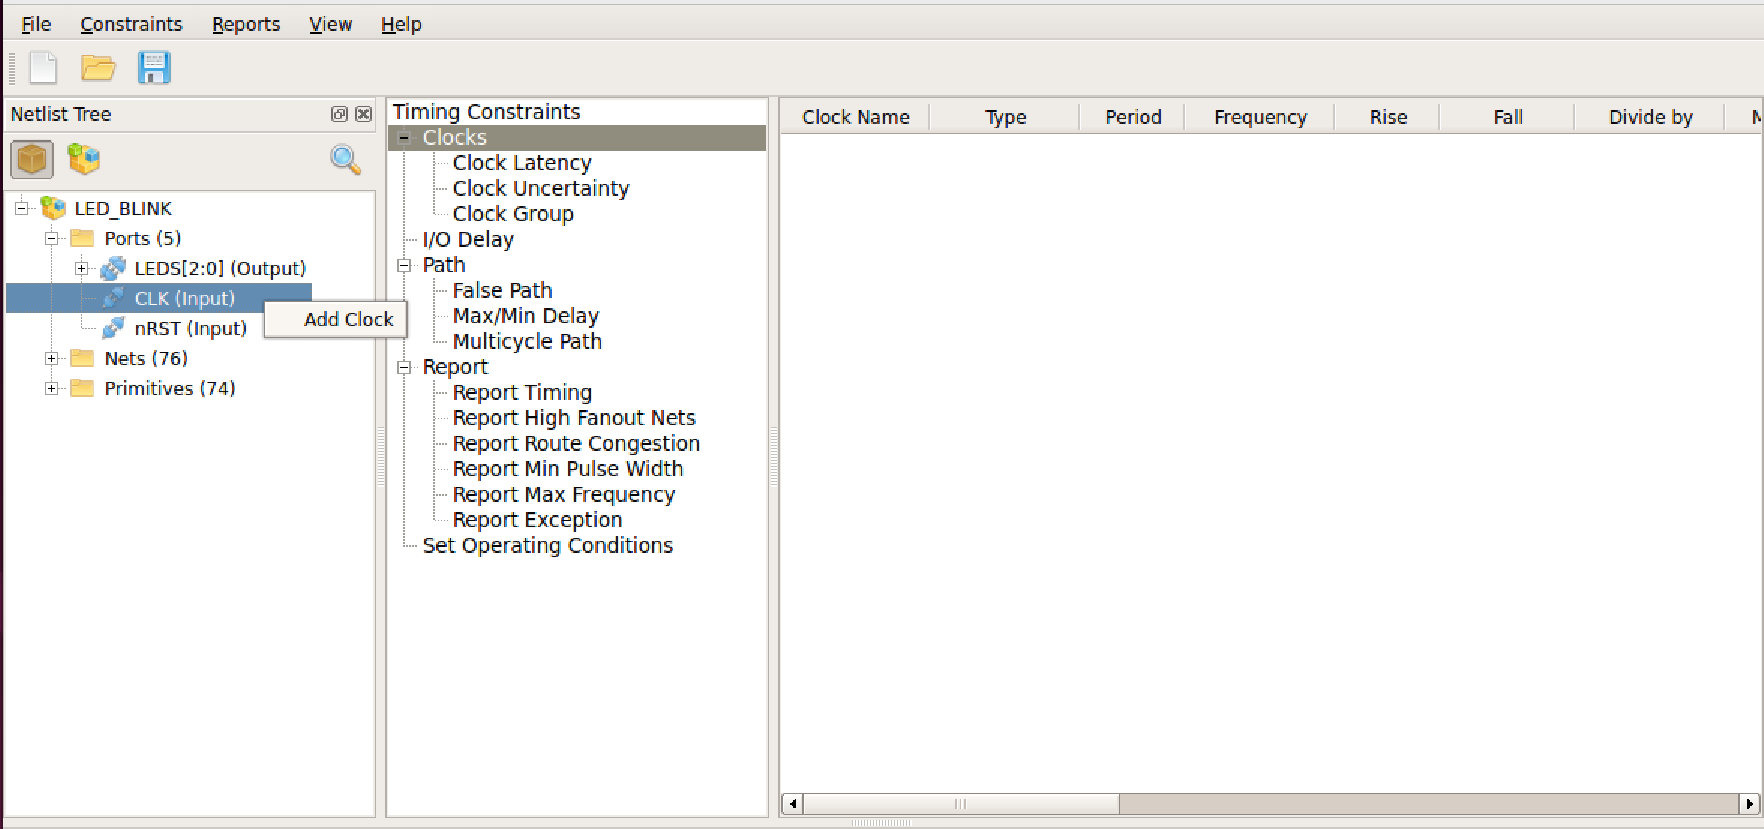 File Constraints Reports View Help
Netlist Tree
LED_BLINK
Ports (5)
LEDS[2:0] (Output)
CLK (Input)
Add Clock
nRST (Input)
Nets (76)
Primitives (74)
Timing Constraints
Clocks
Clock Latency
Clock Uncertainty
Clock Group
I/O Delay
Path
False Path
Max/Min Delay
Multicycle Path
Report
Report Timing
Report High Fanout Nets
Report Route Congestion
Report Min Pulse Width
Report Max Frequency
Report Exception
Set Operating Conditions
Clock Name Type Period Frequency Rise Fall Divide by